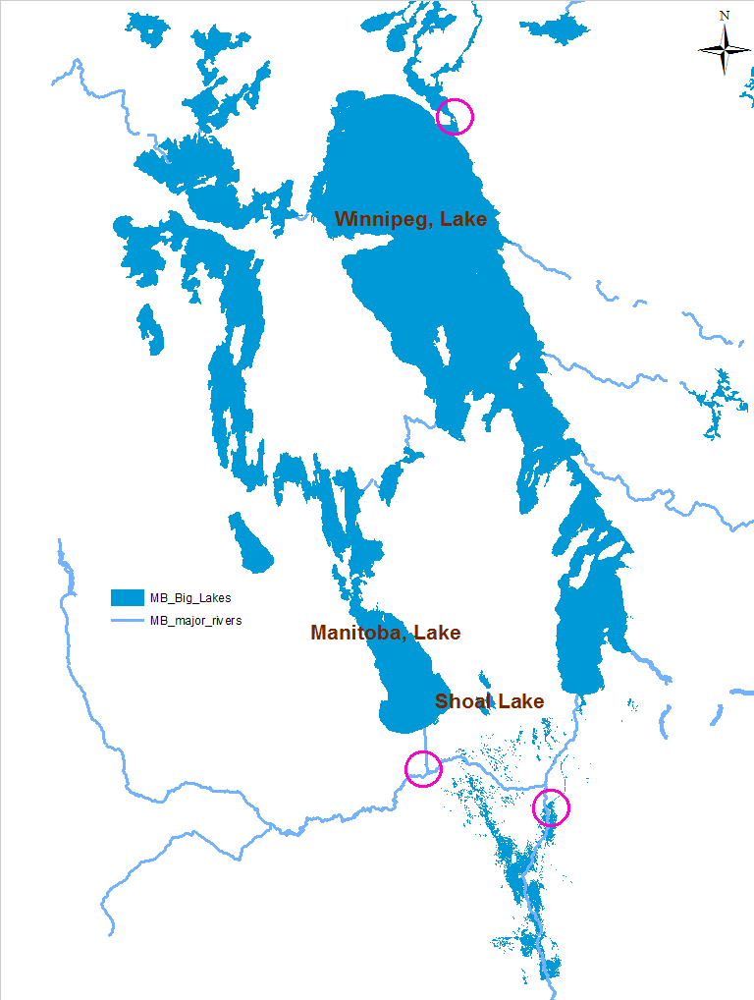 N
Winnipeg, Lake
MB_Big_Lakes
MB_major_rivers
Manitoba, Lake
Shoal Lake